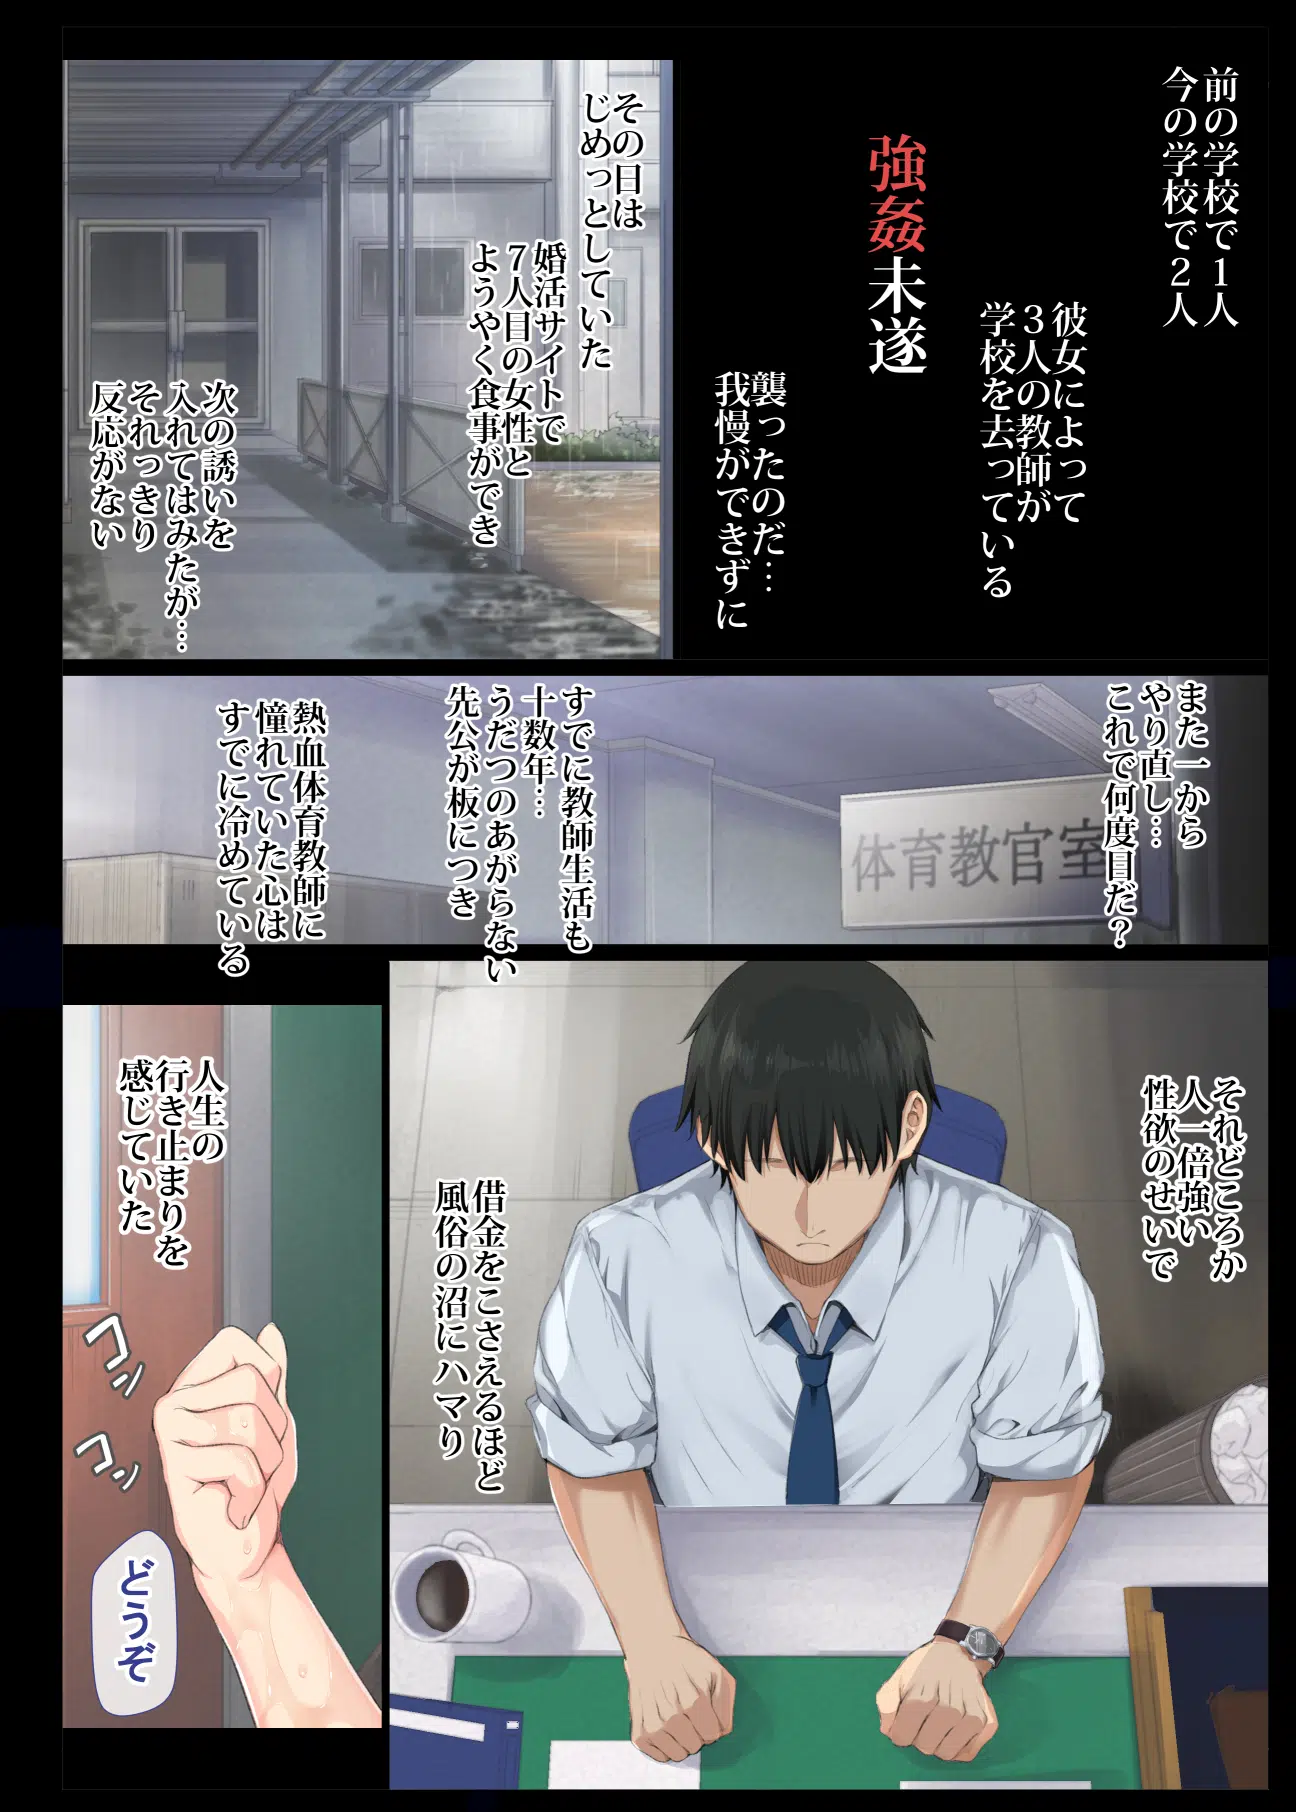 前の学校で1人
今の学校で2人
彼女によって
3人の教師が
学校を去っている
強姦未遂
襲ったのだ…
我慢ができずに
その日は
じめっとしていた
婚活サイトで
7人目の女性と
ようやく食事ができ
次の誘いを
入れてはみたが…
それっきり
反応がない
また一から
やり直し…
これで何度目だ？
体育教官室
すでに教師生活も
十数年…
うだつのあがらない
先公が板につき
熱血体育教師に
憧れていた心は
すでに冷めている
それどころか
人一倍強い
性欲のせいで
借金をこさえるほど
風俗の沼にハマり
人生の
行き止まりを
感じていた
コン
コン
どうぞ